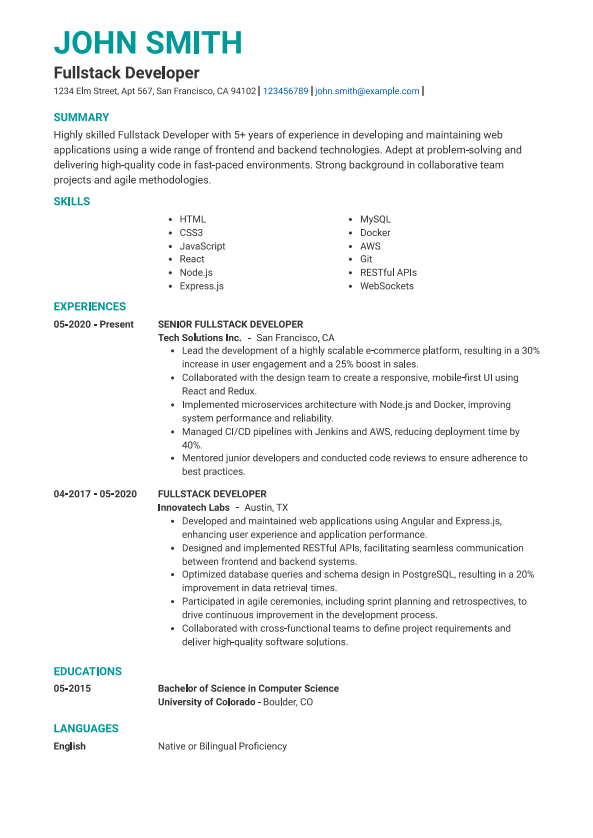 JOHN SMITH
Fullstack Developer
1234 Elm Street, Apt 567, San Francisco, CA 94102 | 123456789 | john.smith@example.com |
SUMMARY
Highly skilled Fullstack Developer with 5+ years of experience in developing and maintaining web
applications using a wide range of frontend and backend technologies. Adept at problem-solving and
delivering high-quality code in fast-paced environments. Strong background in collaborative team
projects and agile methodologies.
SKILLS
• HTML
• CSS3
• JavaScript
• React
• Node.js
• Express.js
• MySQL
• Docker
• AWS
• Git
• RESTful APIs
• WebSockets
EXPERIENCES
05-2020 - Present
SENIOR FULLSTACK DEVELOPER
Tech Solutions Inc. - San Francisco, CA
• Lead the development of a highly scalable e-commerce platform, resulting in a 30%
increase in user engagement and a 25% boost in sales.
• Collaborated with the design team to create a responsive, mobile-first UI using
React and Redux.
• Implemented microservices architecture with Node.js and Docker, improving
system performance and reliability.
• Managed CI/CD pipelines with Jenkins and AWS, reducing deployment time by
40%.
• Mentored junior developers and conducted code reviews to ensure adherence to
best practices.
04-2017 - 05-2020
FULLSTACK DEVELOPER
Innovatech Labs - Austin, TX
• Developed and maintained web applications using Angular and Express.js,
enhancing user experience and application performance.
• Designed and implemented RESTful APIs, facilitating seamless communication
between frontend and backend systems.
• Optimized database queries and schema design in PostgreSQL, resulting in a 20%
improvement in data retrieval times.
• Participated in agile ceremonies, including sprint planning and retrospectives, to
drive continuous improvement in the development process.
• Collaborated with cross-functional teams to define project requirements and
deliver high-quality software solutions.
EDUCATIONS
05-2015
Bachelor of Science in Computer Science
University of Colorado - Boulder, CO
LANGUAGES
English
Native or Bilingual Proficiency